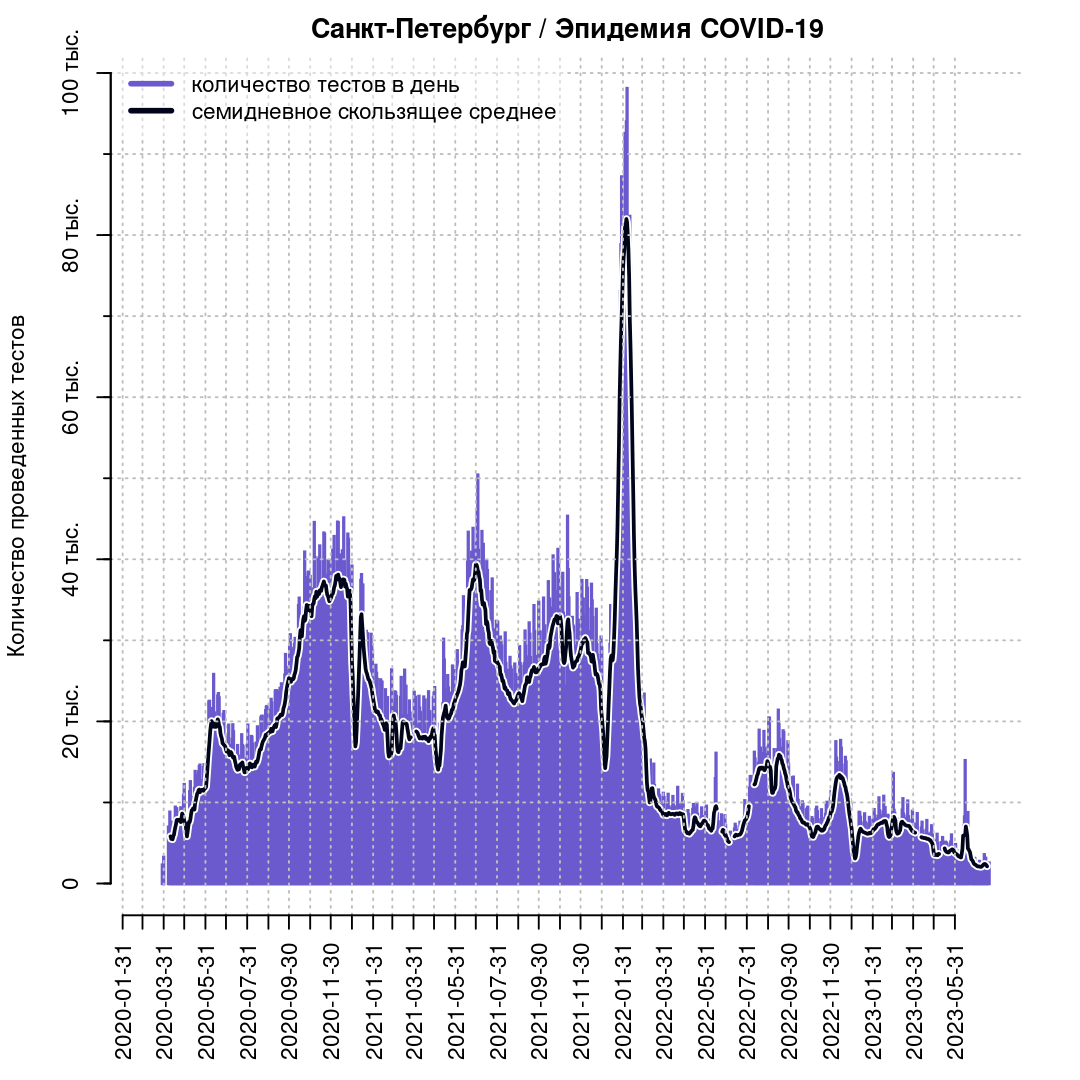 Санкт-Петербург / Эпидемия COVID-19
количество тестов в день
семидневное скользящее среднее
Количество проведенных тестов
100 тыс.
80 тыс.
60 тыс.
40 тыс.
20 тыс.
0
2020-01-31
2020-03-31
2020-05-31
2020-07-31
2020-09-30
2020-11-30
2021-01-31
2021-03-31
2021-05-31
2021-07-31
2021-09-30
2021-11-30
2022-01-31
2022-03-31
2022-05-31
2022-07-31
2022-09-30
2022-11-30
2023-01-31
2023-03-31
2023-05-31